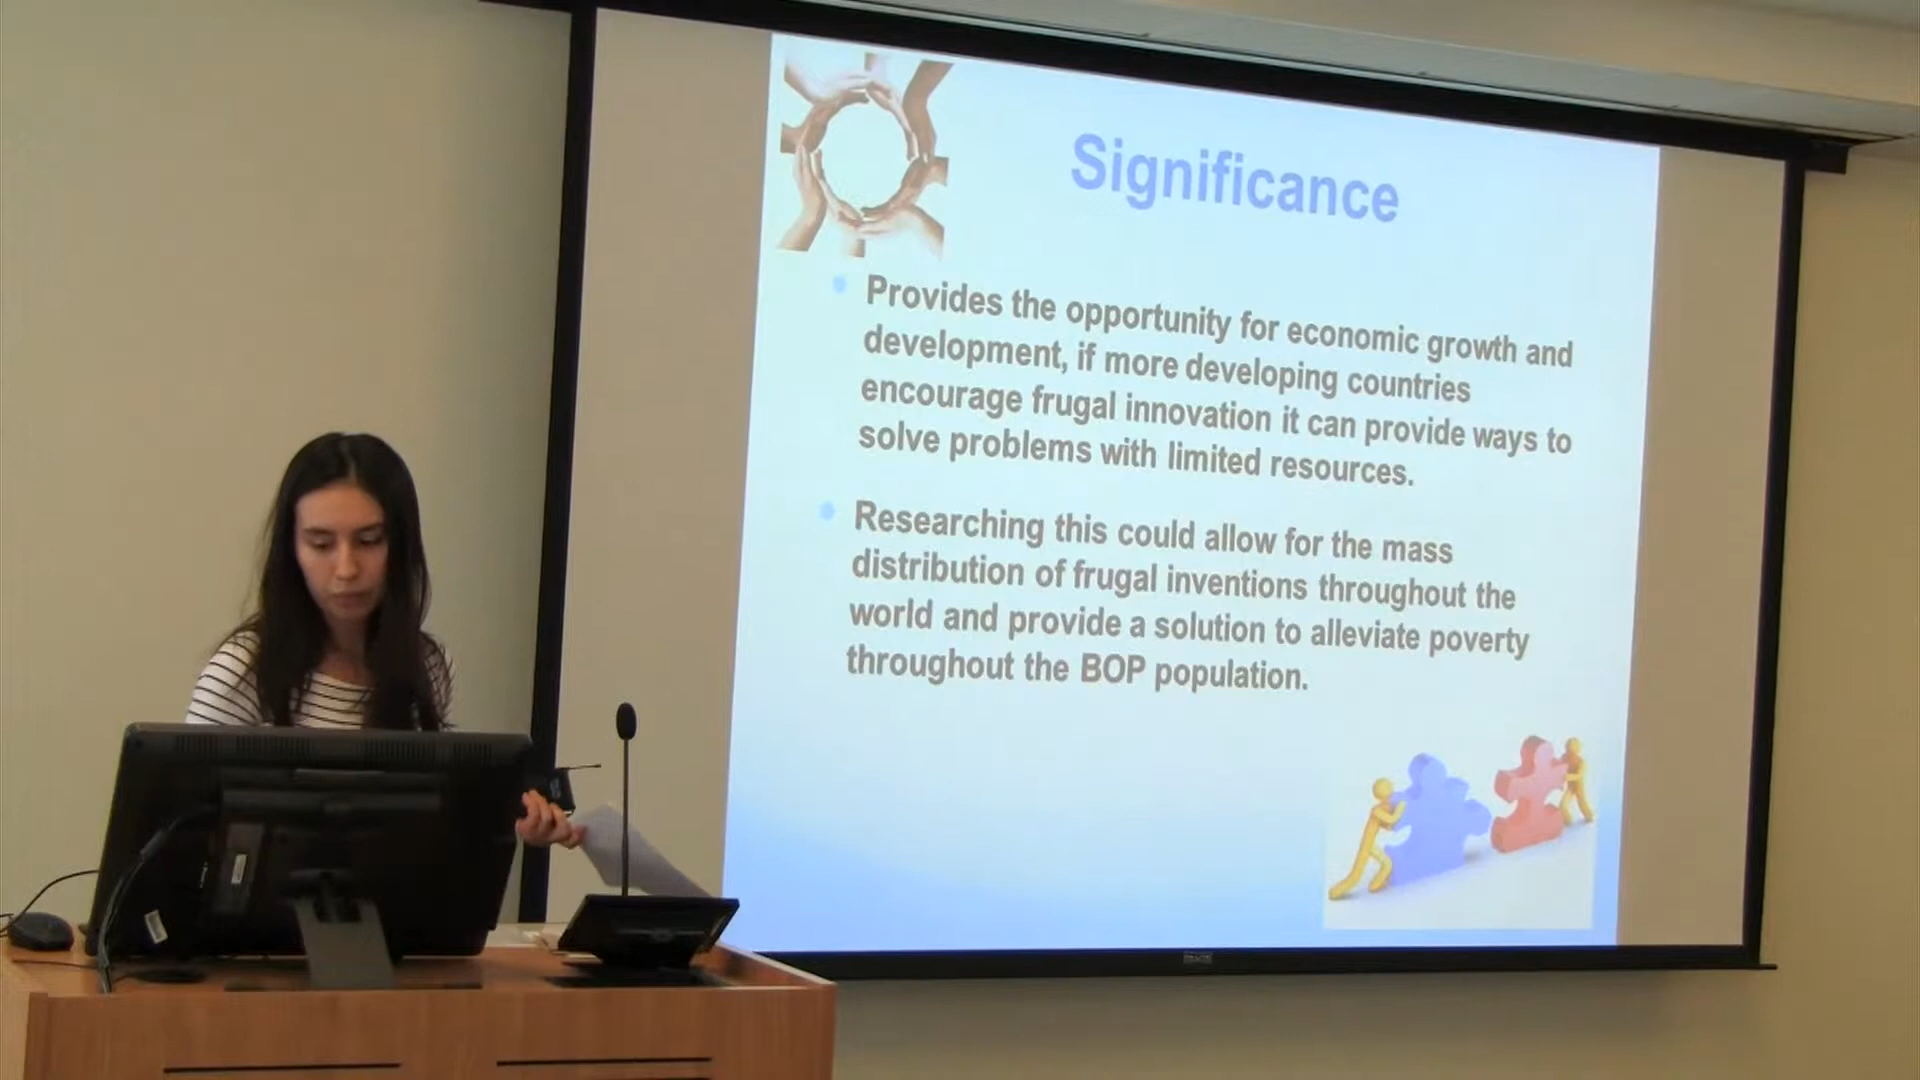 Significance
Provides the opportunity for economic growth and
development, if more developing countries
encourage frugal innovation it can provide ways to
solve problems with limited resources.
Researching this could allow for the mass
distribution of frugal inventions throughout the
world and provide a solution to alleviate poverty
throughout the BOP population.